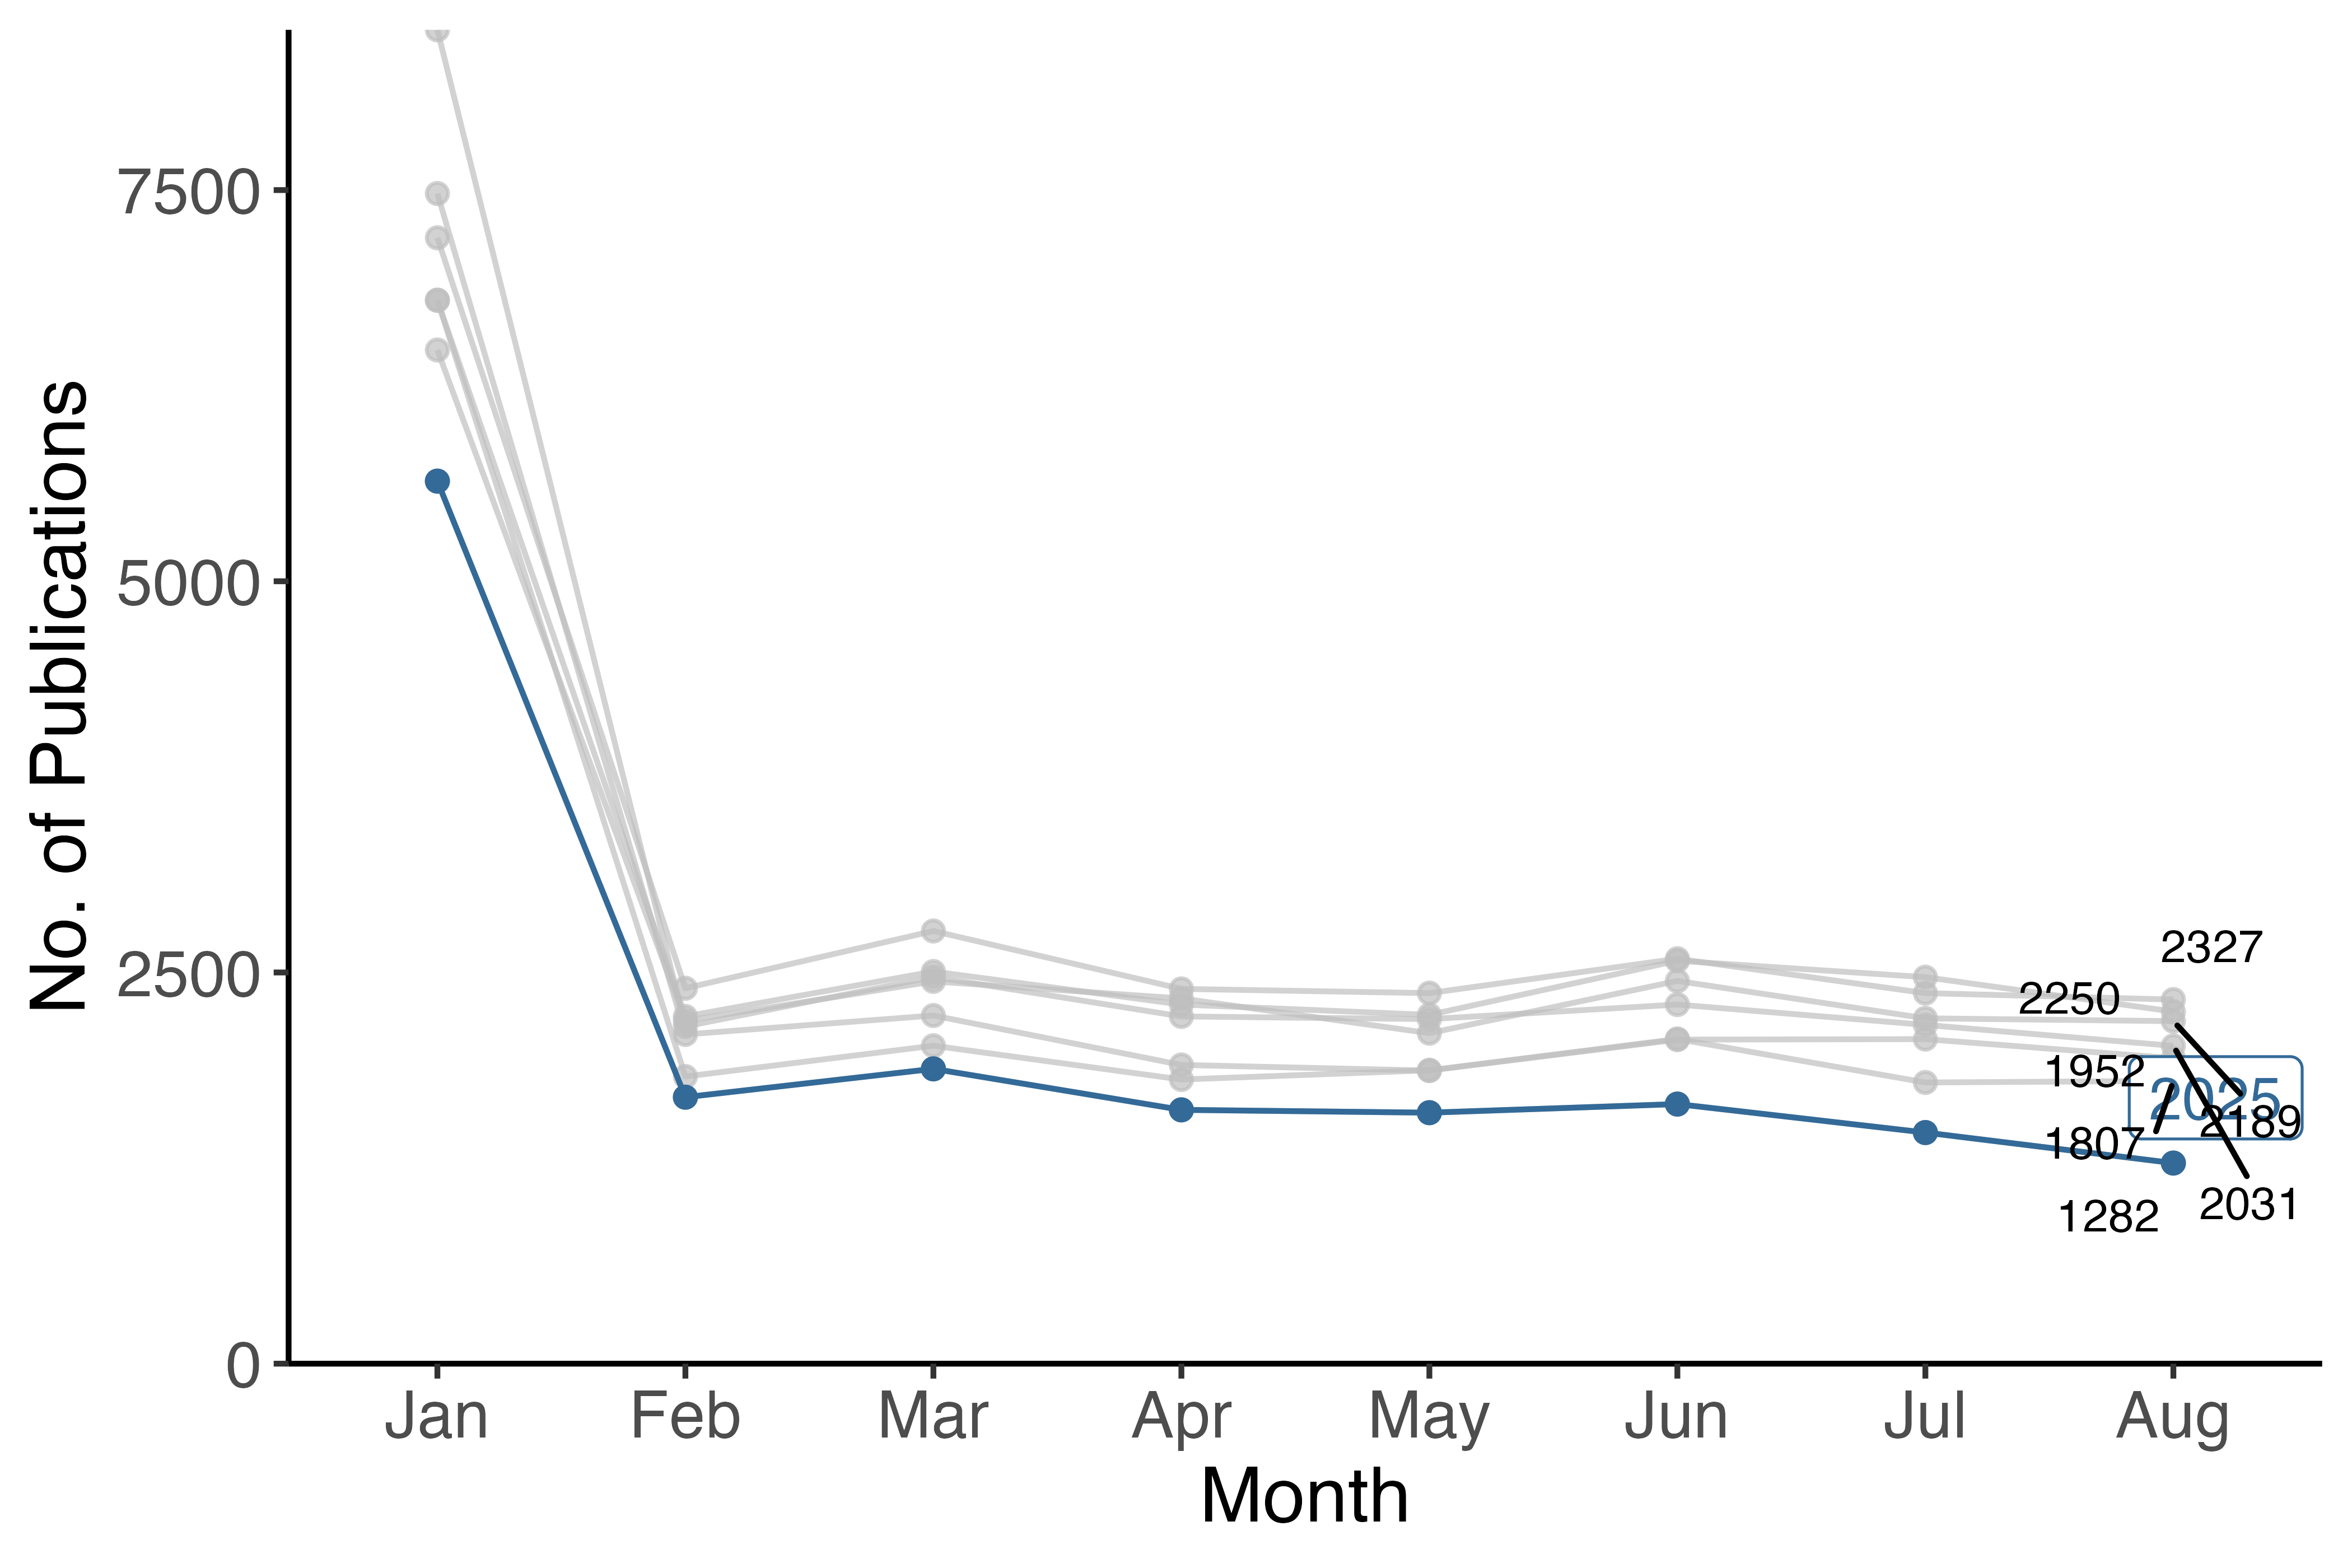 No. of Publications
7500
5000
2500
0
2327
2250
1952
2025
2189
1807
2031
1282
Jan
Feb
Mar
Apr
May
Jun
Jul
Aug
Month